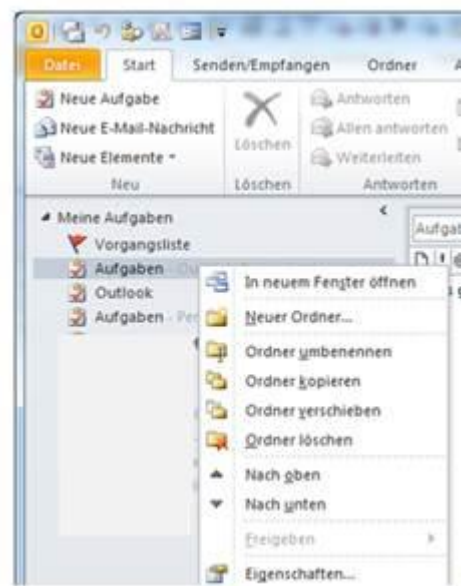 Datei Start Senden/Empfangen Ordner A
Neue Aufgabe
Neue E-Mail-Nachricht
Neue Elemente
Neu
Löschen
Löschen
Antworten
Allen antworten
Weiterleiten
Antworten
Meine Aufgaben
Vorgangsliste
Aufgaben
Outlook
Aufgaben
Aufgab
In neuem Fenster öffnen
Neuer Ordner...
Ordner umbenennen
Ordner kopieren
Ordner verschieben
Ordner löschen
Nach oben
Nach unten
Freigeben
Eigenschaften...